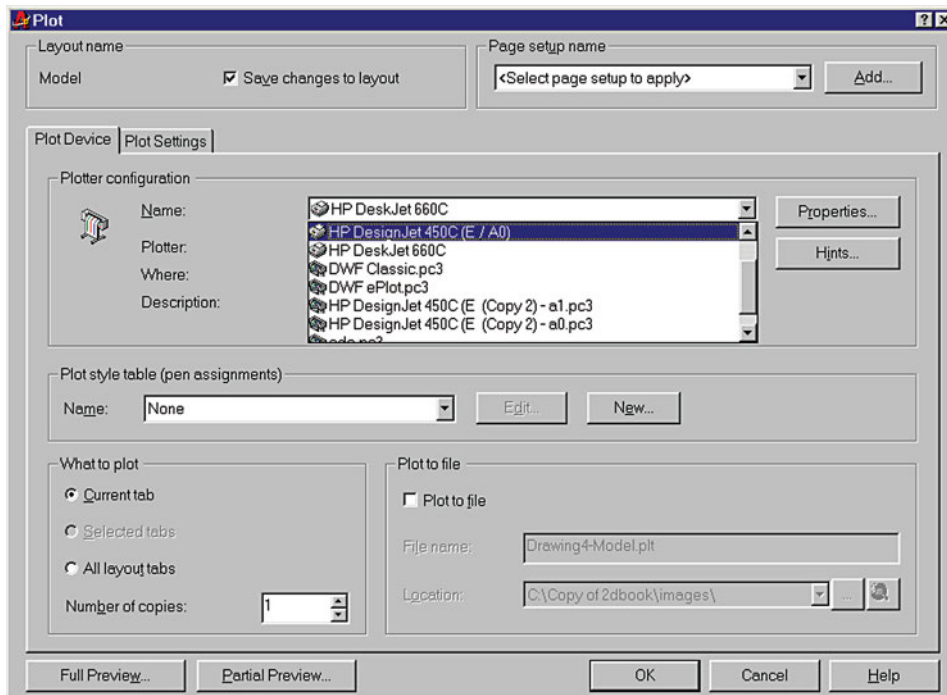 Plot
Layout name
Model
Save changes to layout
Page setup name
<Select page setup to apply>
Add...
Plot Device
Plot Settings
Plotter configuration
Name:
HP DeskJet 660C
Properties...
HP DesignJet 450C (E / A0)
Plotter:
HP DeskJet 660C
Hints...
Where:
DWF Classic.pc3
DWF ePlot.pc3
Description:
HP DesignJet 450C (E (Copy 2) - a1.pc3
HP DesignJet 450C (E (Copy 2) - a0.pc3
Plot style table (pen assignments)
Name:
None
Edit...
New...
What to plot
Current tab
Selected tabs
All layout tabs
Number of copies:
1
Plot to file
Plot to file
File name:
Drawing4-Model.plt
Location:
C:\Copy of 2dbook\images\
...
Full Preview...
Partial Preview...
OK
Cancel
Help